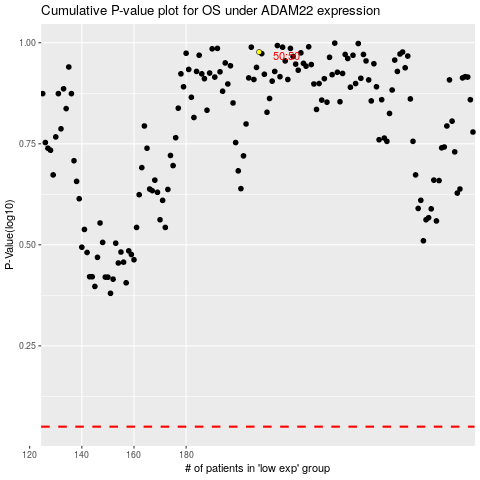 Cumulative P-value plot for OS under ADAM22 expression
P-Value(log10)
1.00
0.75
0.50
0.25
50:50
120 140 160 180
# of patients in 'low exp' group